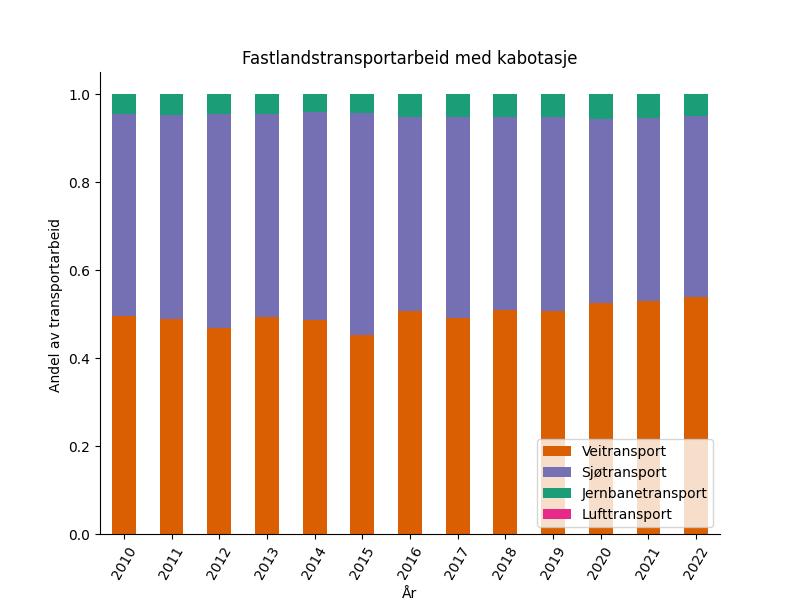 Fastlandstransportarbeid med kabotasje
Andel av transportarbeid
1.0
0.8
0.6
0.4
0.2
0.0
Veitransport
Sjøtransport
Jernbanetransport
Lufttransport
2010 2011 2012 2013 2014 2015 2016 2017 2018 2019 2020 2021 2022
År